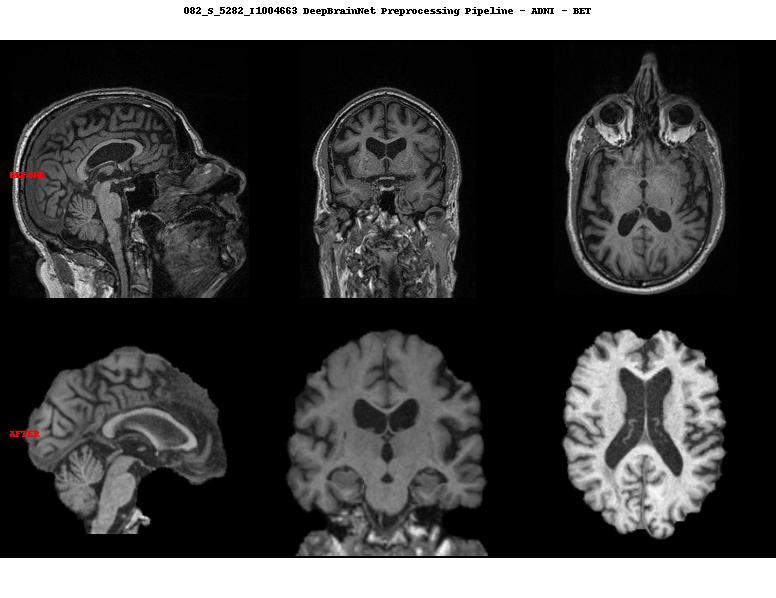 082_S_5282_I1004663 DeepBrainNet Preprocessing Pipeline - ADNI - BET
BEFORE
AFTER